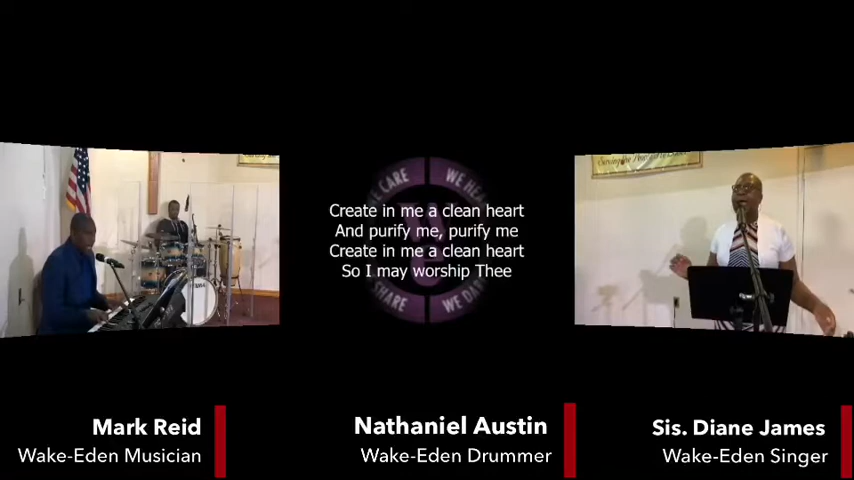 WE CARE
WE HE
Create in me a clean heart
And purify me, purify me
Create in me a clean heart
So I may worship Thee
SHARE
WE D
Mark Reid
Wake-Eden Musician
Nathaniel Austin
Wake-Eden Drummer
Sis. Diane James
Wake-Eden Singer